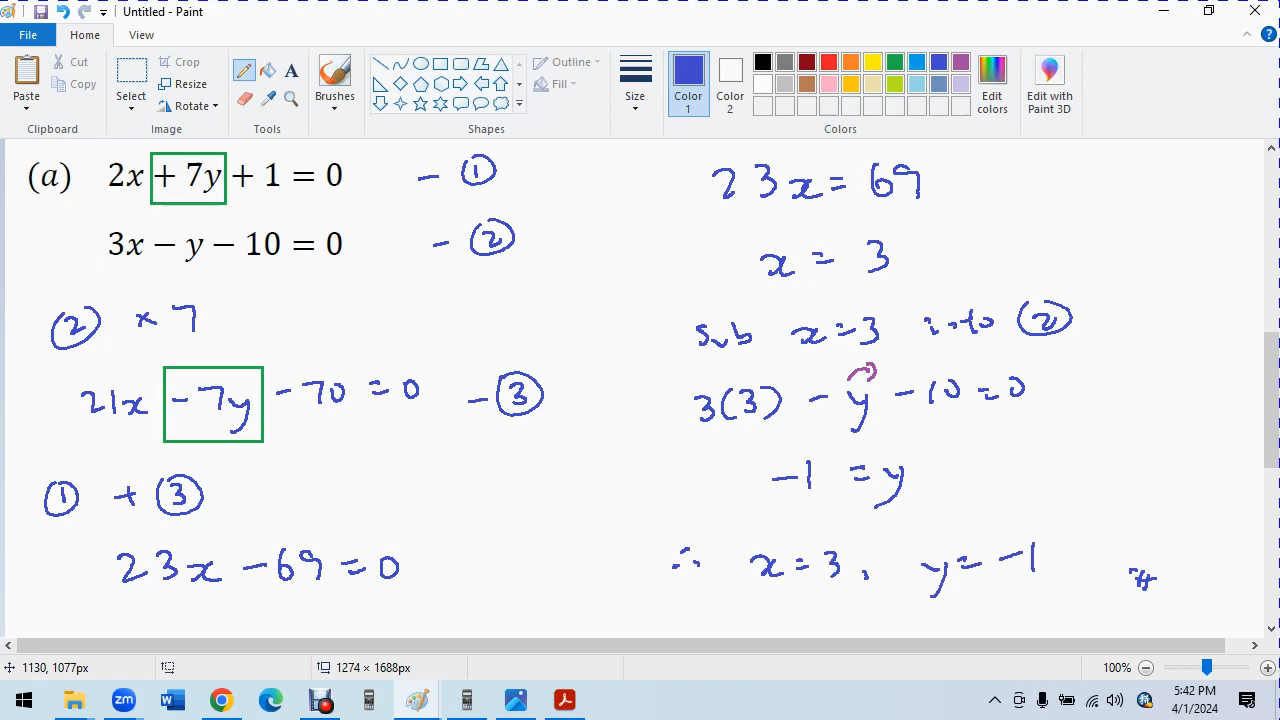 Untitled - Paint
File Home View
Paste Cut Copy Clipboard
Select Crop Resize Rotate Image
A Tools
Brushes
Outline Fill Shapes
Size
Color 1 Color 2 Edit colors Colors
Edit with Paint 3D
(a) 2x + 7y + 1 = 0 - ①
3x − y − 10 = 0 - ②
② × 7
21x - 7y - 70 = 0 - ③
① + ③
23x - 69 = 0
23x = 69
x = 3
sub x = 3 into ②
3(3) - y - 10 = 0
-1 = y
∴ x = 3, y = -1
1130, 1077px 1274 × 1688px 100%
zm W 5:42 PM
4/1/2024